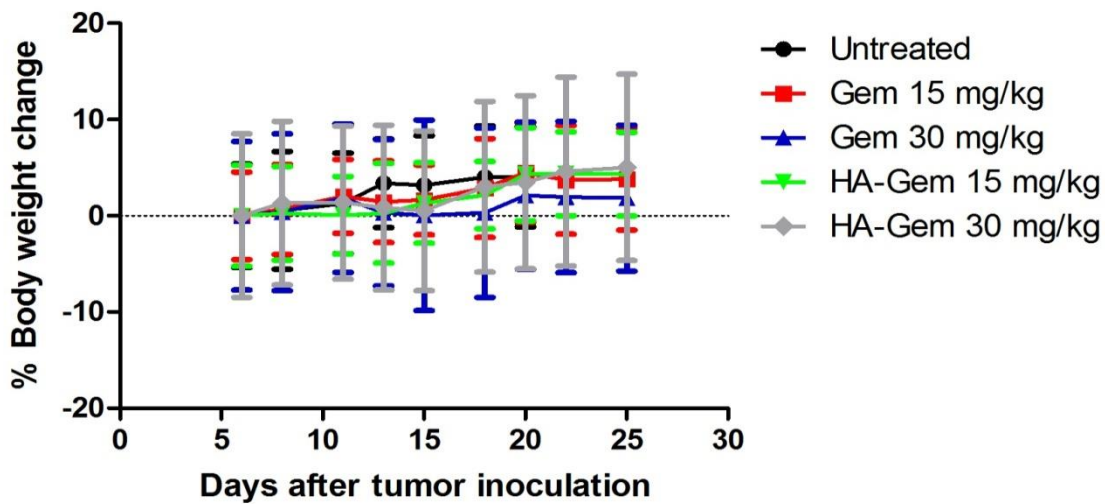 % Body weight change
20
10
0
-10
-20
0 5 10 15 20 25 30
Days after tumor inoculation
Untreated
Gem 15 mg/kg
Gem 30 mg/kg
HA-Gem 15 mg/kg
HA-Gem 30 mg/kg